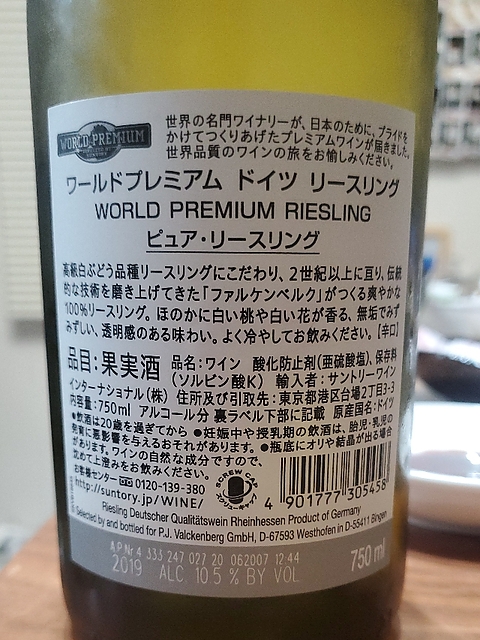 WORLD PREMIUM
世界の名門ワイナリーが、日本のために、プライドを
かけてつくりあげたプレミアムワインが届きました。
世界品質のワインの旅をお愉しみください。
ワールドプレミアム ドイツ リースリング
WORLD PREMIUM RIESLING
ピュア・リースリング
高級白ぶどう品種リースリングにこだわり、2世紀以上に亘り、伝統
的な技術を磨き上げてきた「ファルケンベルク」がつくる爽やかな
100%リースリング。ほのかに白い桃や白い花が香る、無垢でみず
みずしい、透明感のある味わい。よく冷やしてお飲みください。【辛口】
品目:果実酒 品名:ワイン 酸化防止剤(亜硫酸塩)、保存料
(ソルビン酸K) 輸入者:サントリーワイン
インターナショナル(株) 住所及び引取先:東京都港区台場2丁目3-3
内容量:750ml アルコール分 裏ラベル下部に記載 原産国名:ドイツ
●飲酒は20歳を過ぎてから ●妊娠中や授乳期の飲酒は、胎児・乳児の
発育に悪影響を与えるおそれがあります。 ●瓶底にオリや結晶が出る場合
があります。ワインの自然な成分ですので、
沈めて上澄みをお飲みください。
お客様センター 0120-139-380
http://suntory.jp/WINE/
SCREW CAP
スクリューキャップ
4 901777 305458
Riesling Deutscher Qualitätswein Rheinhessen Product of Germany
Selected by and bottled for P.J. Valckenberg GmbH, D-67593 Westhofen in D-55411 Bingen
A.P.Nr.4 333 247 027 20 062007 12:44
2019 ALC. 10.5 % BY VOL.
750 ml